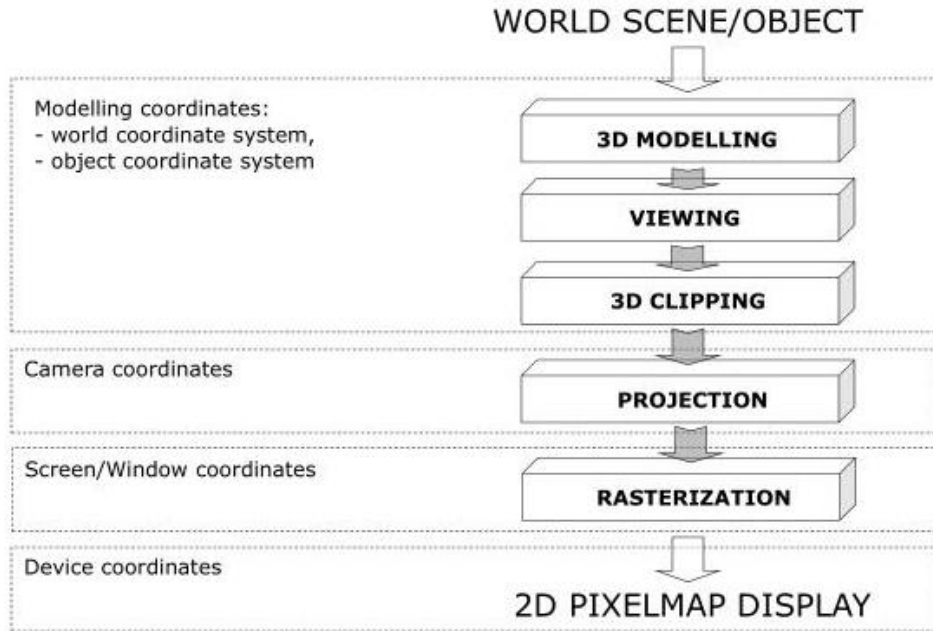 WORLD SCENE/OBJECT
Modelling coordinates:
- world coordinate system,
- object coordinate system
3D MODELLING
VIEWING
3D CLIPPING
Camera coordinates
PROJECTION
Screen/Window coordinates
RASTERIZATION
Device coordinates
2D PIXELMAP DISPLAY